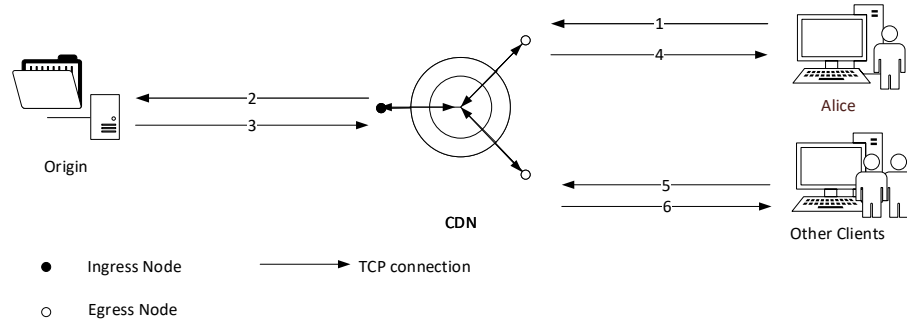 1
4
Alice
2
3
Origin
5
6
CDN
Other Clients
Ingress Node
TCP connection
Egress Node